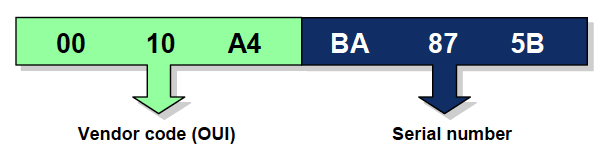 00 10 A4 BA 87 5B
Vendor code (OUI) Serial number